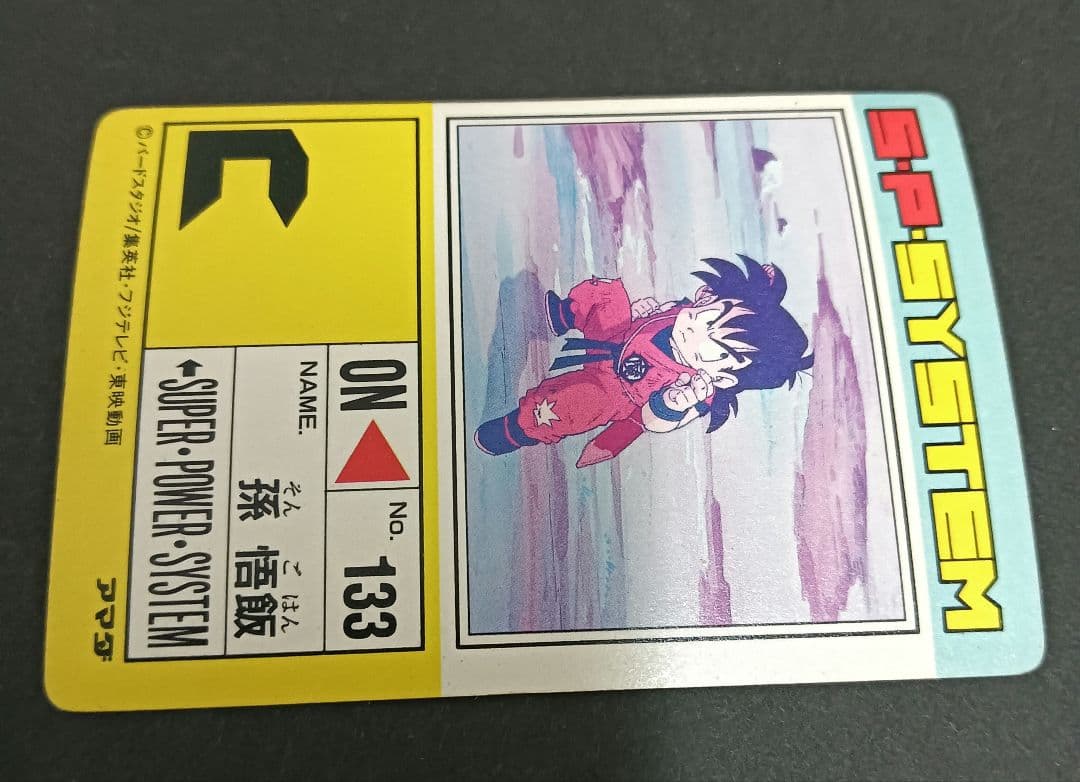 S·P·SYSTEM
魔
C
ON
No. 133
NAME.
そん ごはん
孫 悟飯
SUPER·POWER·SYSTEM
©バードスタジオ/集英社·フジテレビ·東映動画
アマダ